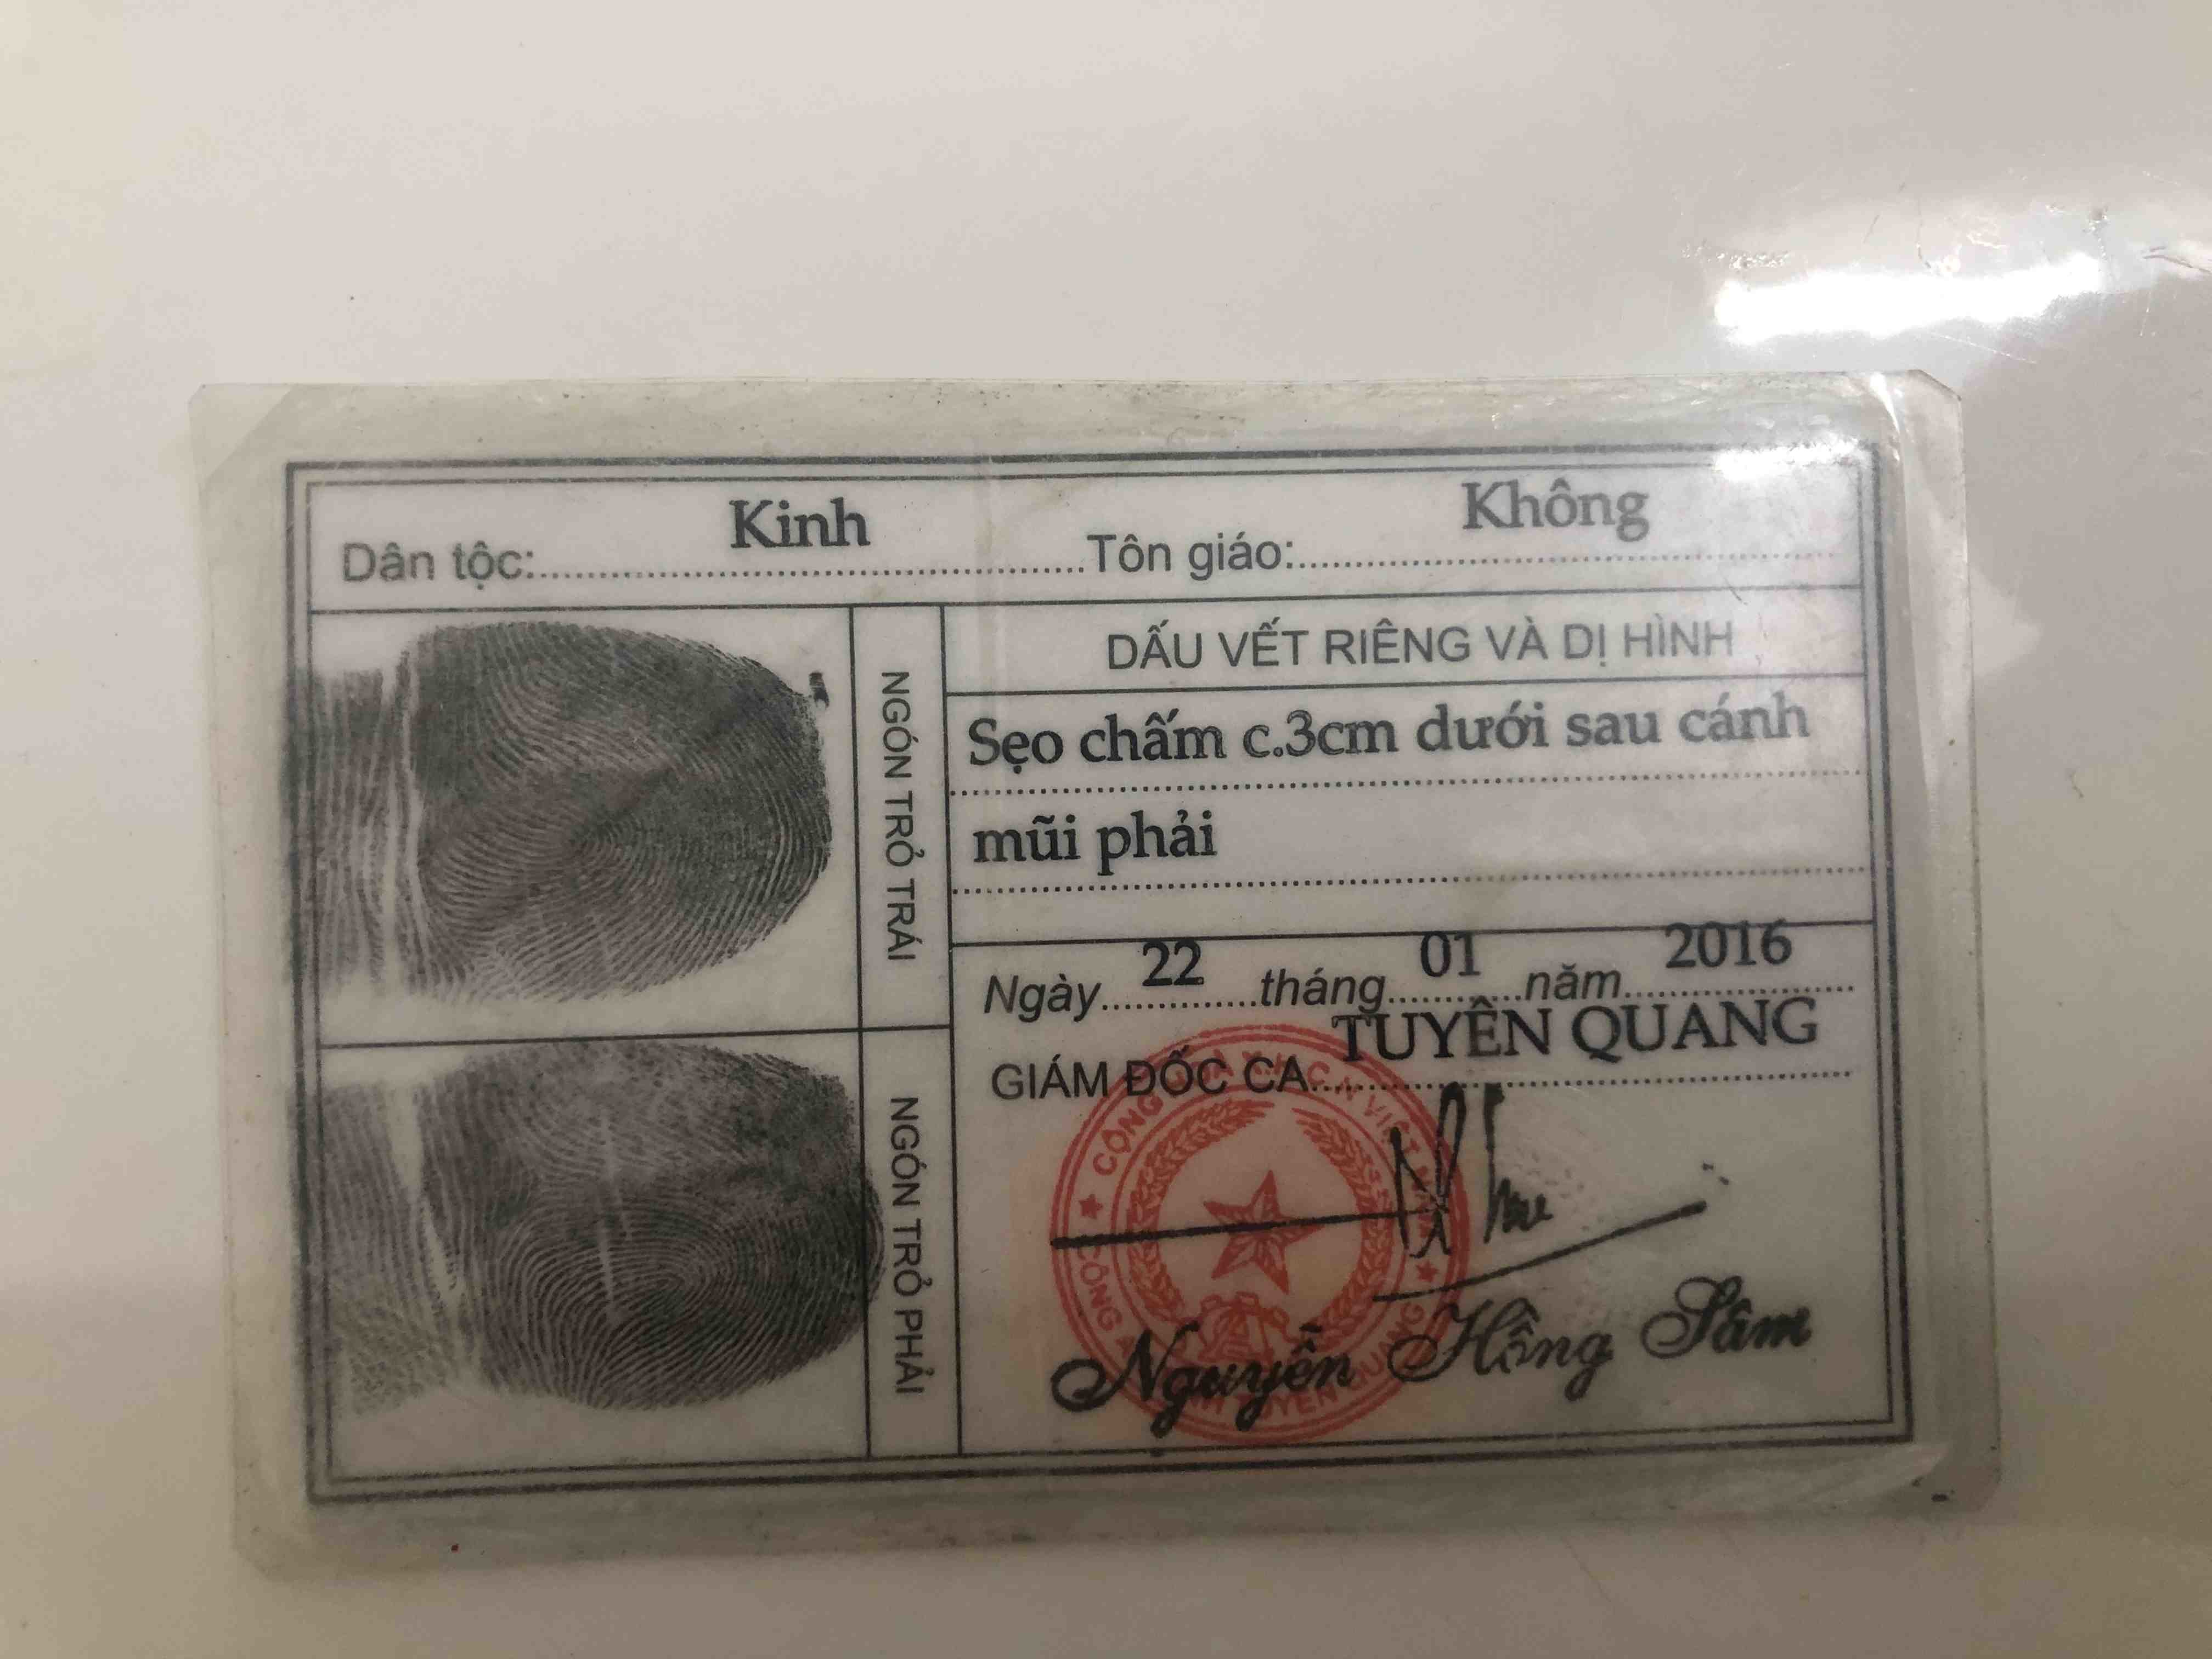 Dân tộc: Kinh Tôn giáo: Không
DẤU VẾT RIÊNG VÀ DỊ HÌNH
NGÓN TRỎ TRÁI
Sẹo chấm c.3cm dưới sau cánh
mũi phải
Ngày 22 tháng 01 năm 2016
GIÁM ĐỐC CA TUYÊN QUANG
NGÓN TRỎ PHẢI
Nguyễn Hồng Sâm